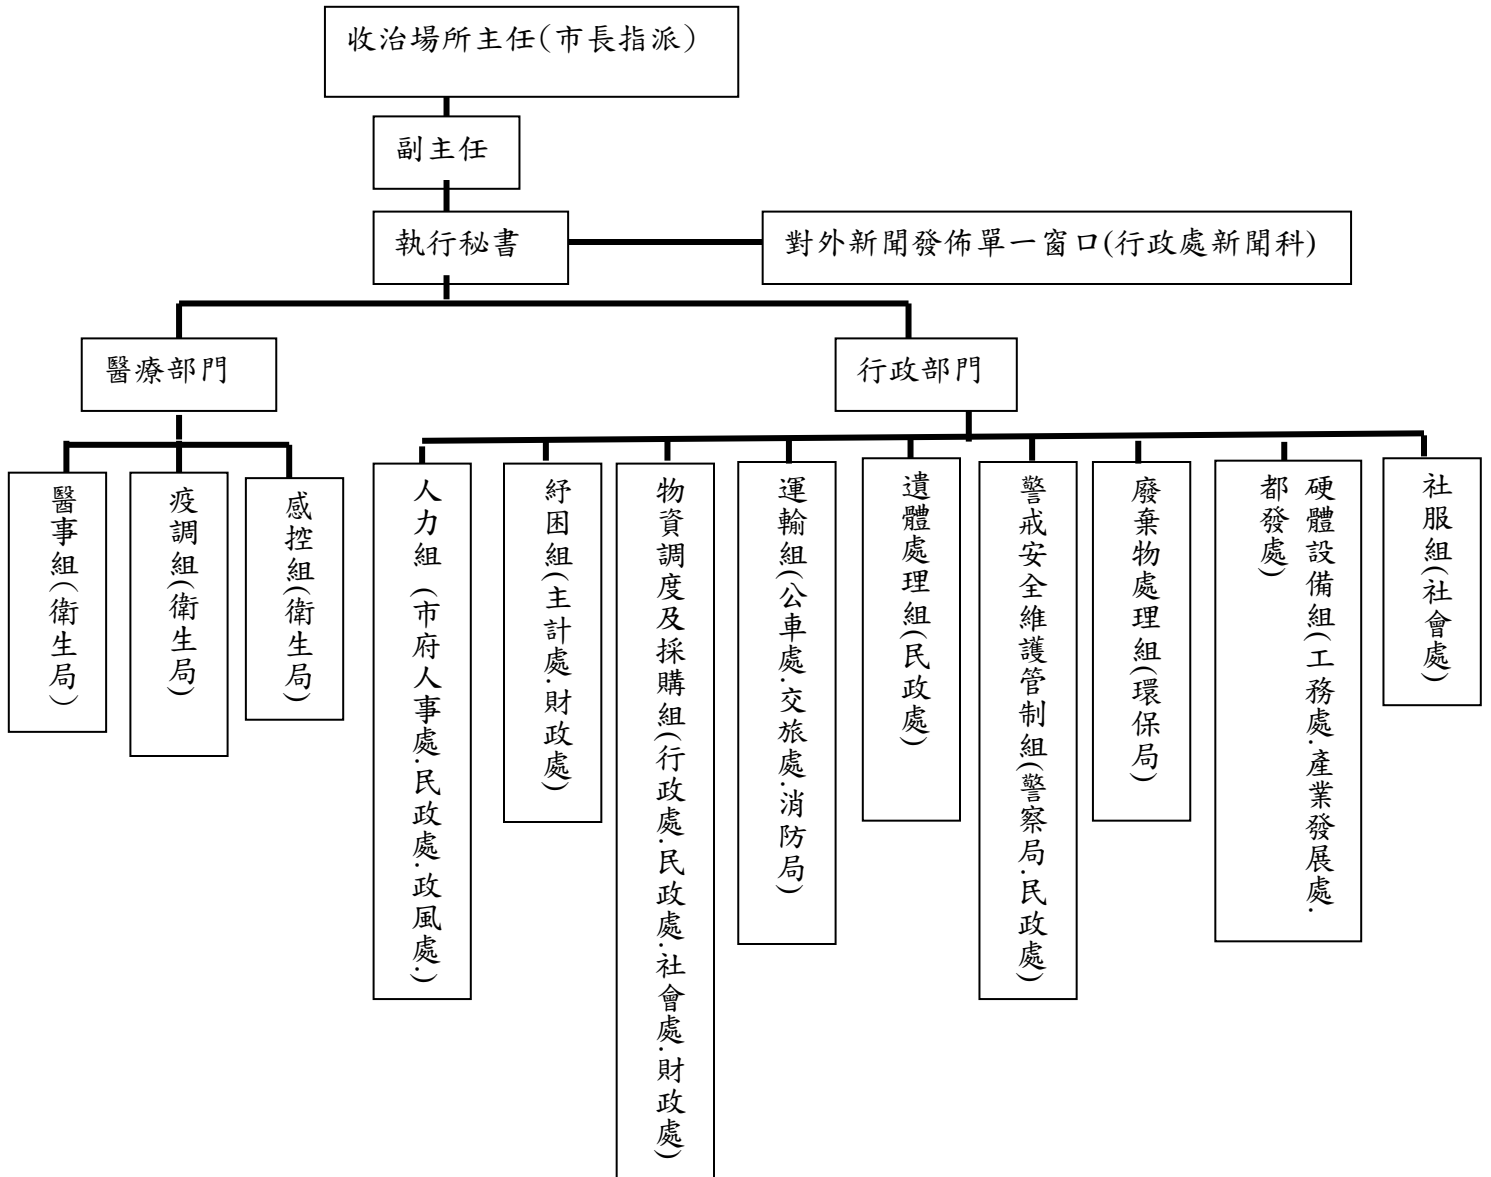 收治場所主任(市長指派)
副主任
執行秘書
對外新聞發佈單一窗口(行政處新聞科)
醫療部門
行政部門
醫事組(衛生局)
疫調組(衛生局)
感控組(衛生局)
人力組 (市府人事處.民政處.政風處.)
紓困組(主計處.財政處)
物資調度及採購組(行政處.民政處.社會處.財政處)
運輸組(公車處.交旅處.消防局)
遺體處理組(民政處)
警戒安全維護管制組(警察局.民政處)
廢棄物處理組(環保局)
硬體設備組(工務處.產業發展處.
都發處)
社服組(社會處)